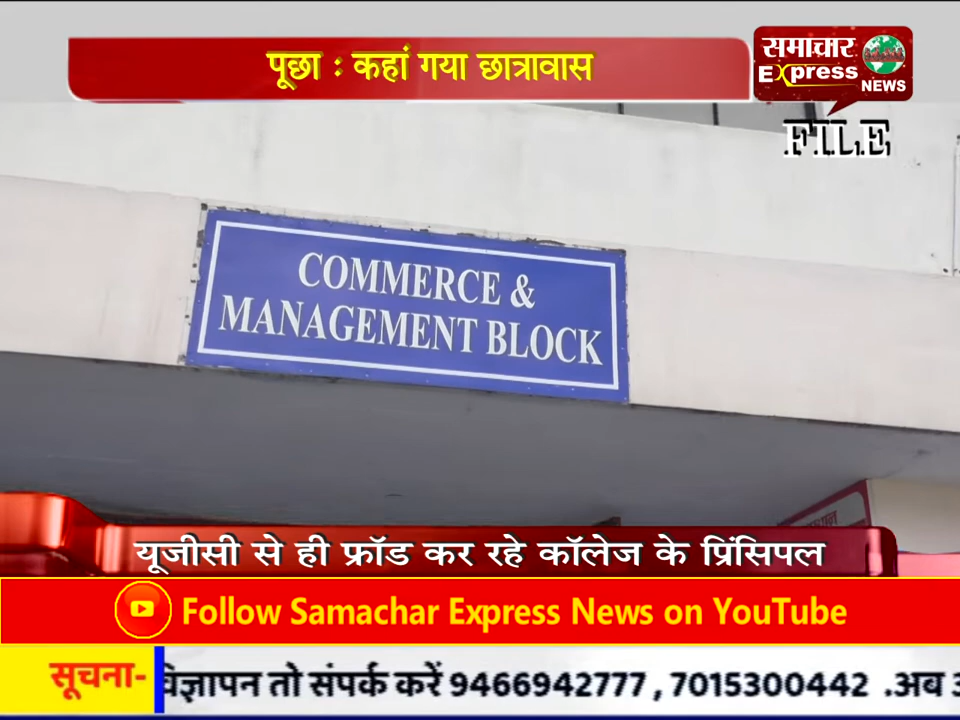 पूछा : कहां गया छात्रावास
समाचार
Express
NEWS
FILE
COMMERCE &
MANAGEMENT BLOCK
यूजीसी से ही फ्रॉड कर रहे कॉलेज के प्रिंसिपल
Follow Samachar Express News on YouTube
सूचना- विज्ञापन तो संपर्क करें 9466942777 , 7015300442 .अब